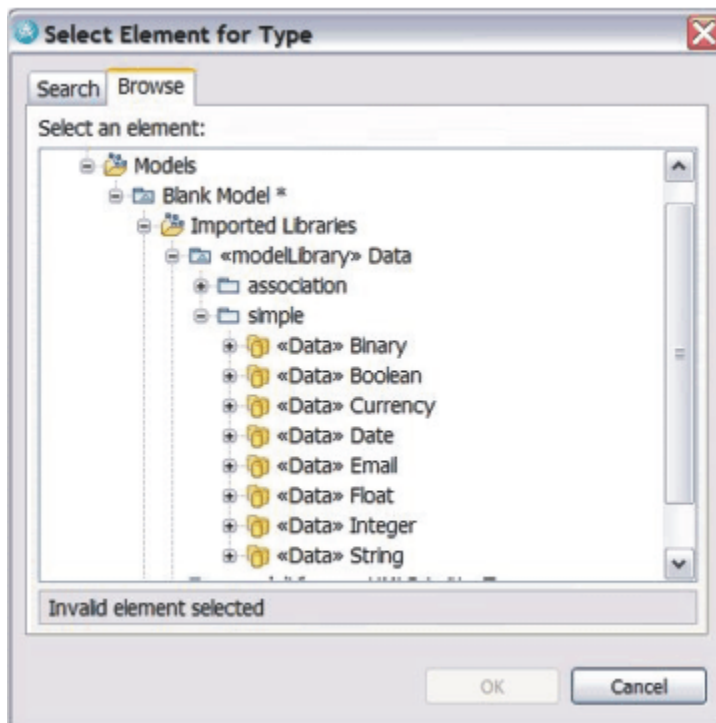 Select Element for Type
Search Browse
Select an element:
Models
Blank Model *
Imported Libraries
«modelLibrary» Data
association
simple
«Data» Binary
«Data» Boolean
«Data» Currency
«Data» Date
«Data» Email
«Data» Float
«Data» Integer
«Data» String
Invalid element selected
OK Cancel